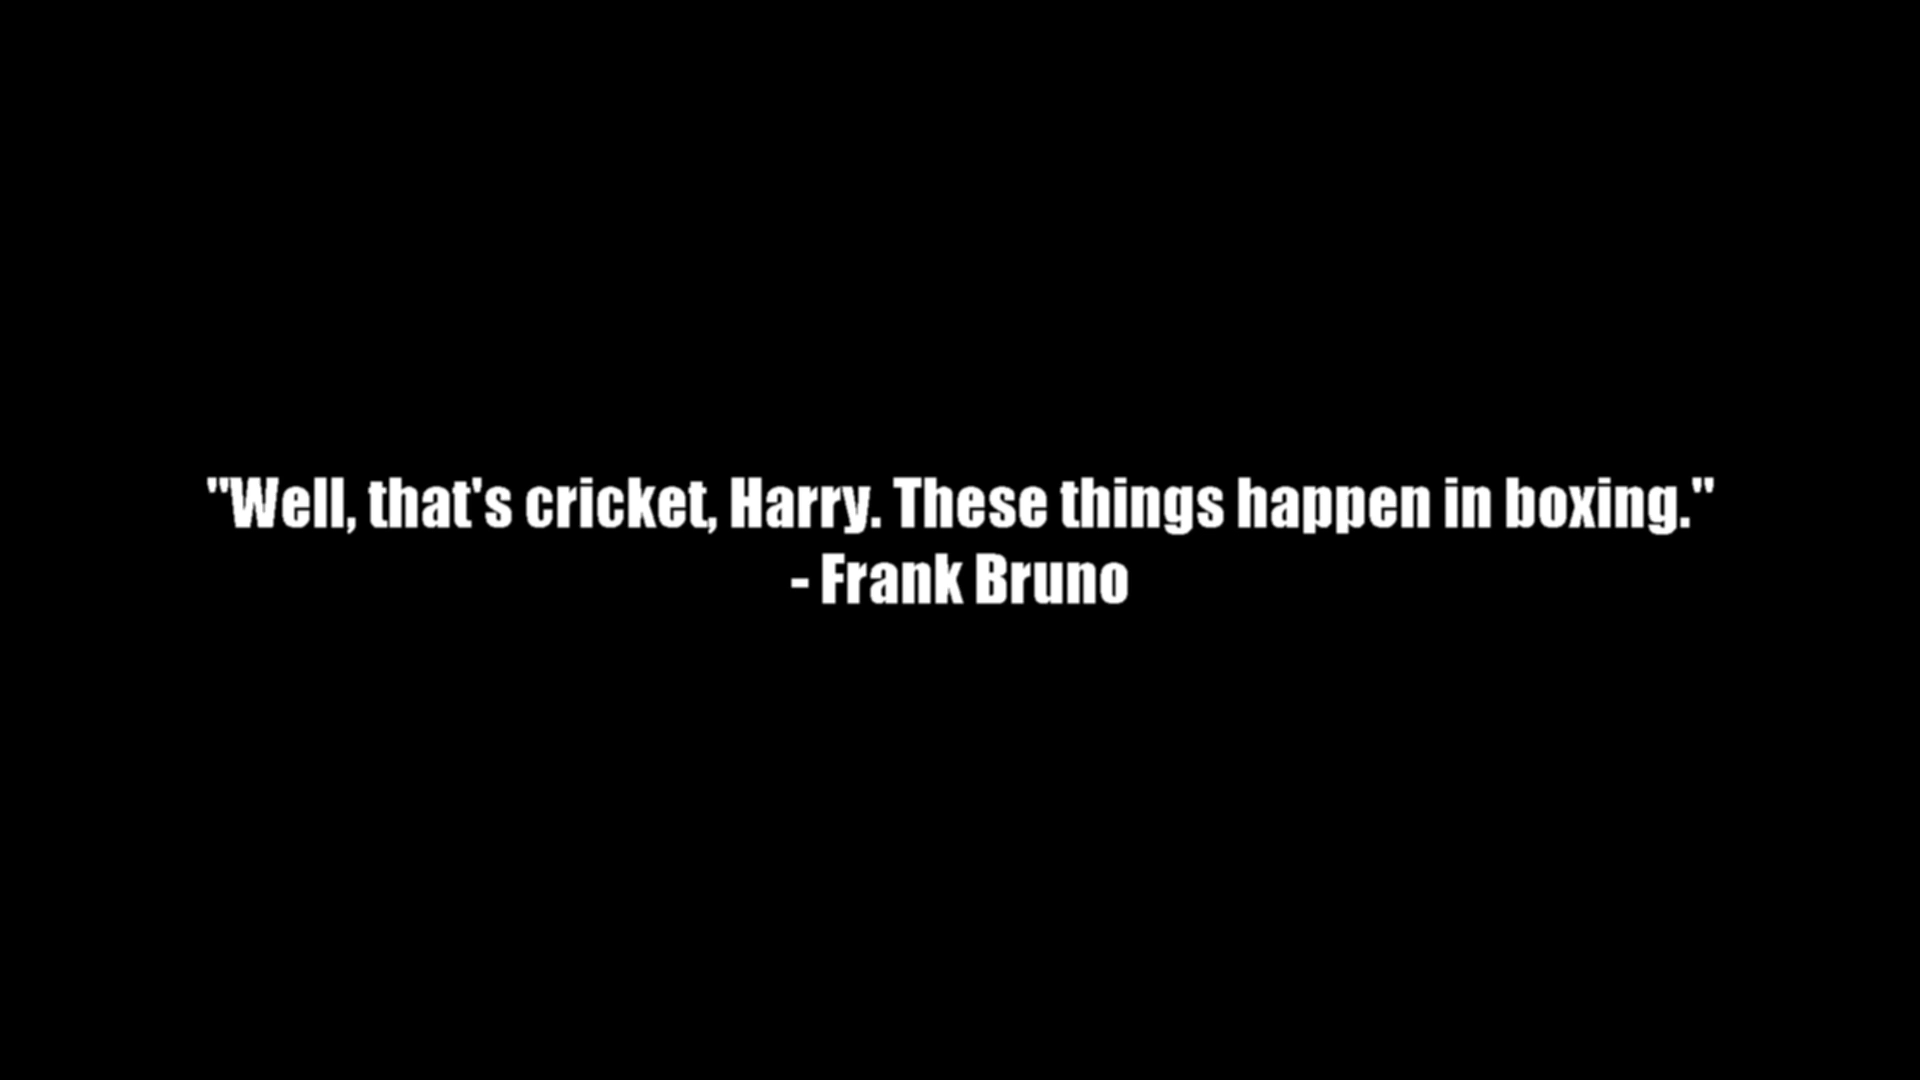 "Well, that's cricket, Harry. These things happen in boxing."
- Frank Bruno